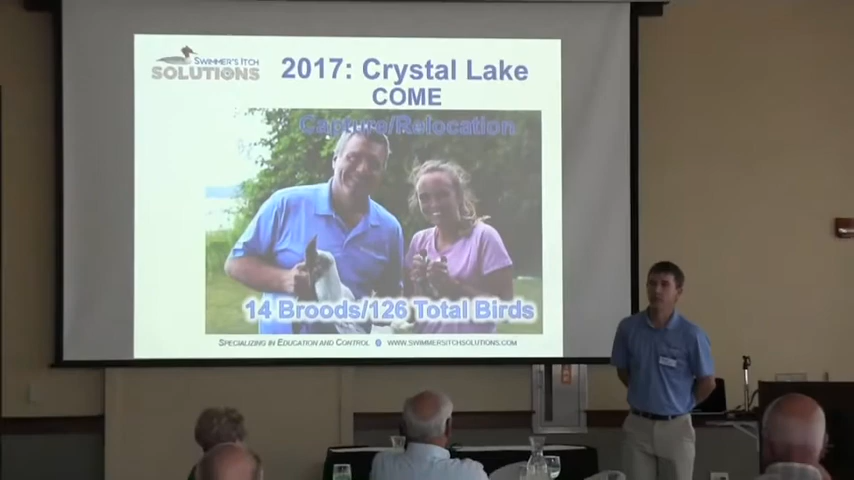 SWIMMER'S ITCH
SOLUTIONS
2017: Crystal Lake
COME
Capture/Relocation
14 Broods/126 Total Birds
SPECIALIZING IN EDUCATION AND CONTROL WWW.SWIMMERSITCHSOLUTIONS.COM